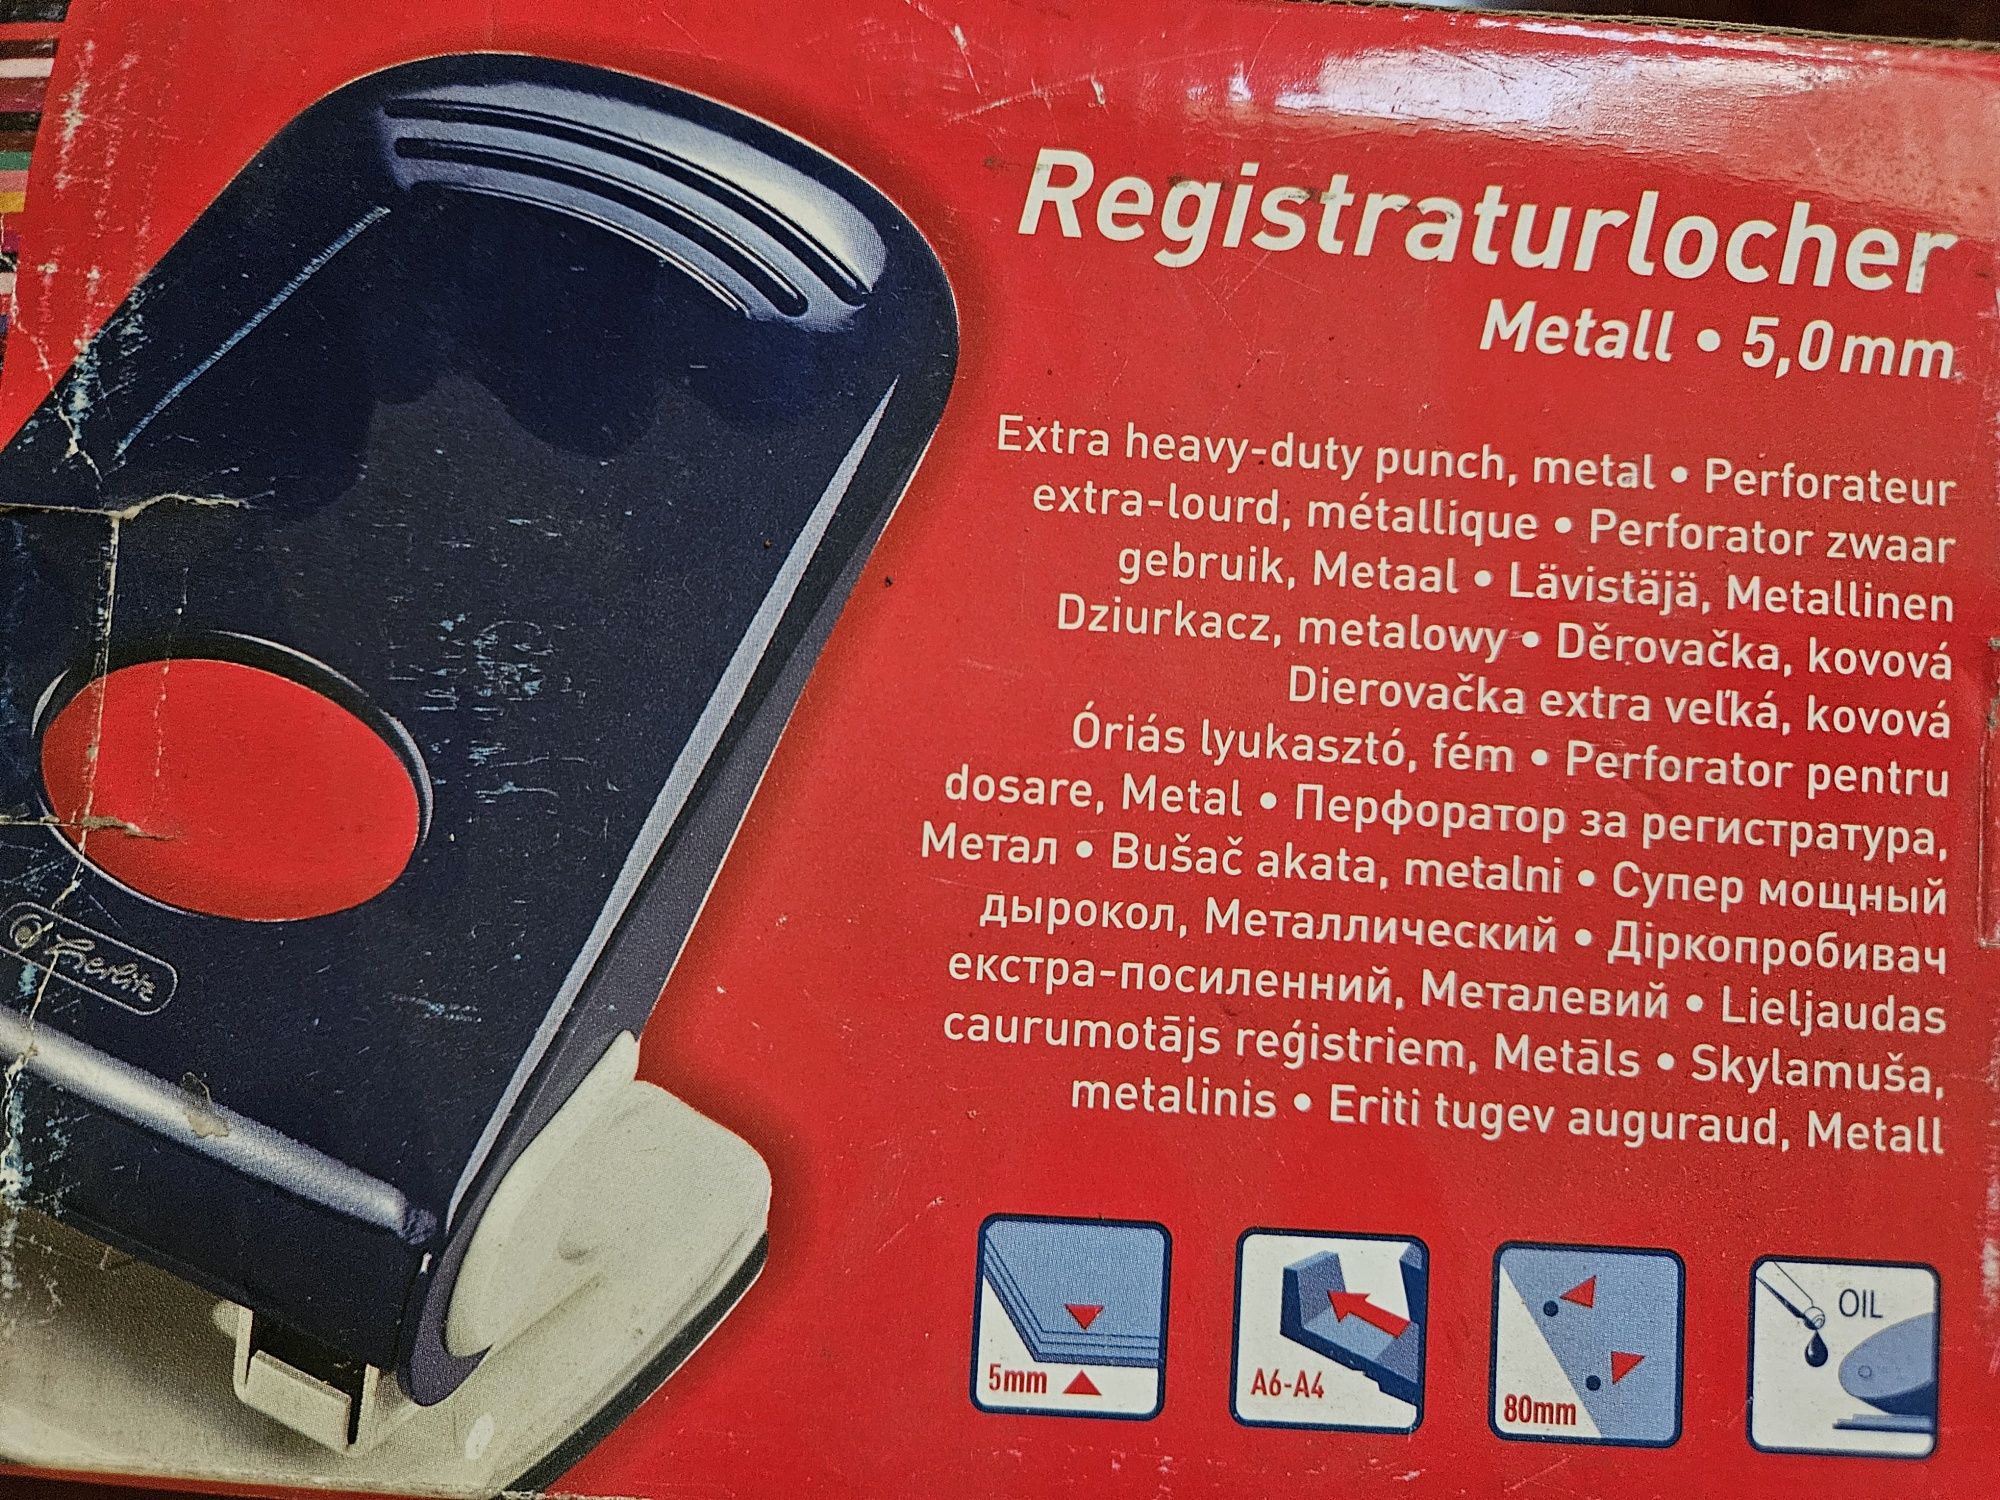 Registraturlocher
Metall • 5,0mm
Extra heavy-duty punch, metal • Perforateur
extra-lourd, métallique • Perforator zwaar
gebruik, Metaal • Lävistäjä, Metallinen
Dziurkacz, metalowy • Děrovačka, kovová
Dierovačka extra veľká, kovová
Óriás lyukasztó, fém • Perforator pentru
dosare, Metal • Перфоратор за регистратура,
Метал • Bušač akata, metalni • Супер мощный
дырокол, Металлический • Діркопробивач
екстра-посиленний, Металевий • Lieljaudas
caurumotājs reģistriem, Metāls • Skylamuša,
metalinis • Eriti tugev auguraud, Metall
Herlitz
5mm
A6-A4
80mm
OIL